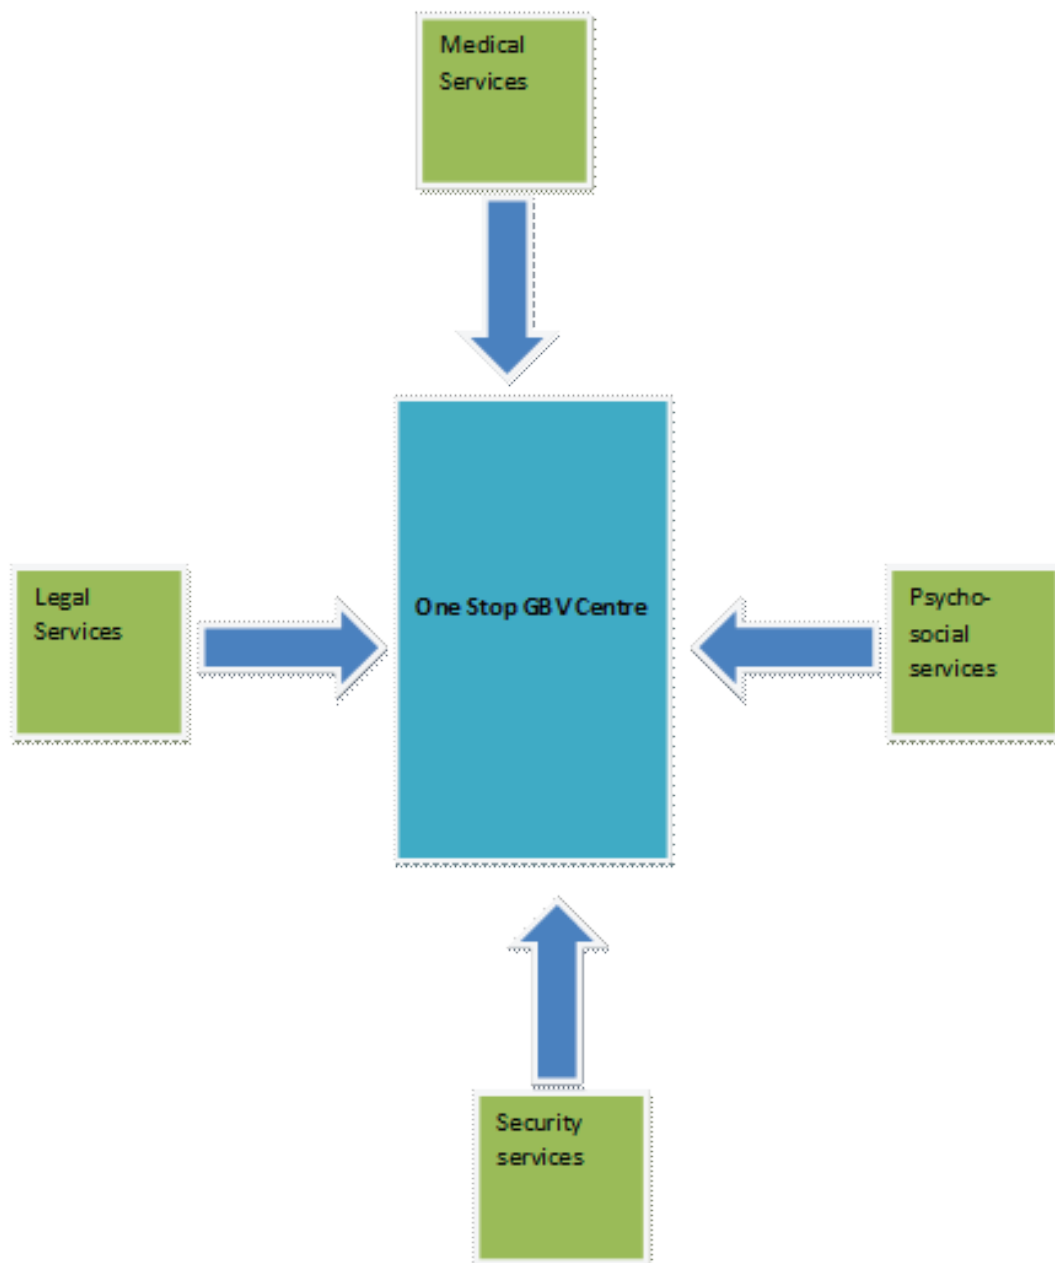 Medical
Services
Legal
Services
One Stop GBV Centre
Psycho-
social
services
Security
services